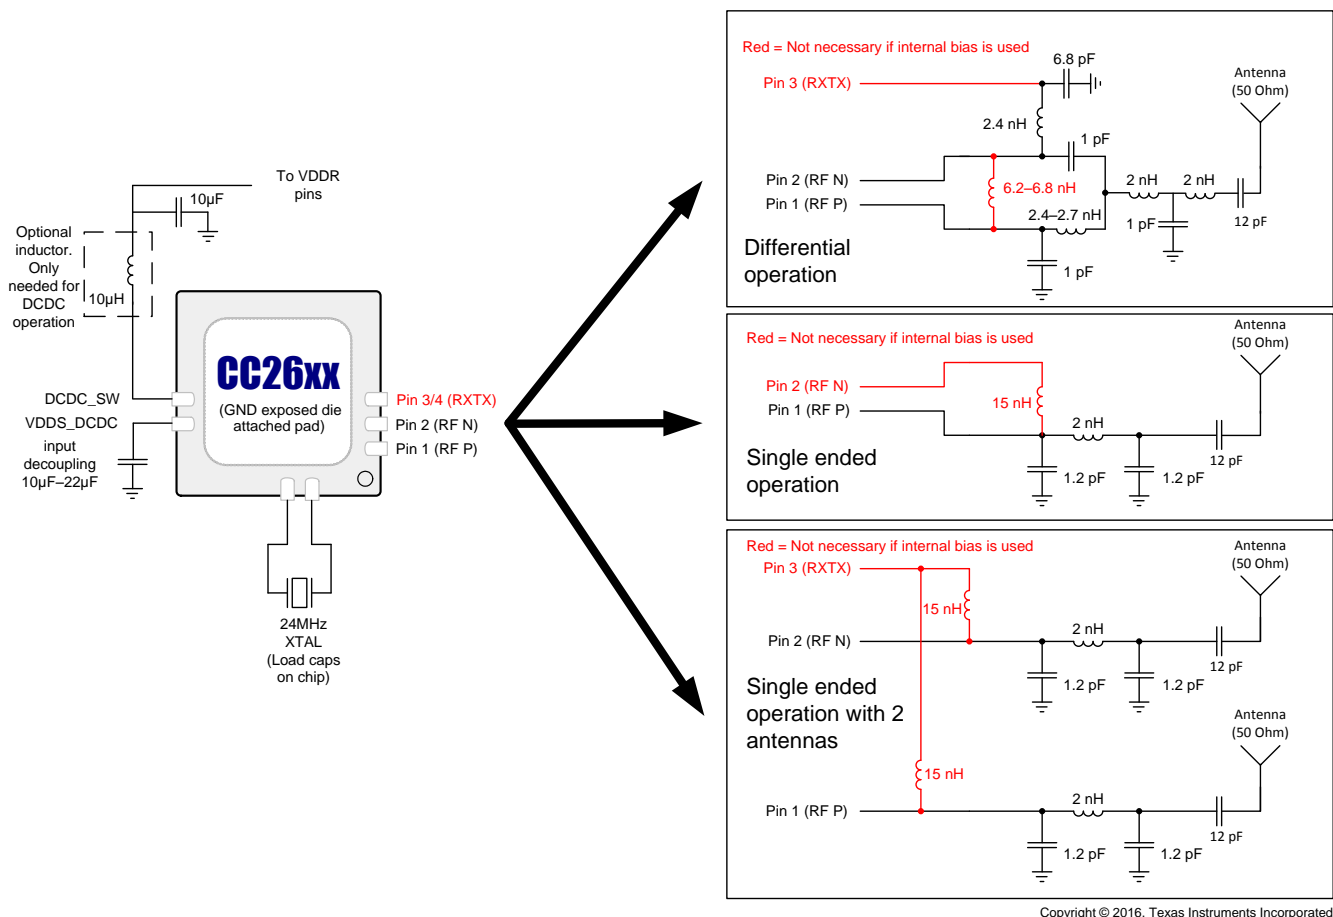 To VDDR
pins
10µF
Optional
inductor.
Only
needed for
DCDC
operation
10µH
CC26xx
(GND exposed die
attached pad)
DCDC_SW
VDDS_DCDC
input
decoupling
10µF–22µF
Pin 3/4 (RXTX)
Pin 2 (RF N)
Pin 1 (RF P)
24MHz
XTAL
(Load caps
on chip)
Red = Not necessary if internal bias is used
6.8 pF
Pin 3 (RXTX)
Antenna
(50 Ohm)
2.4 nH
1 pF
Pin 2 (RF N)
6.2–6.8 nH
2 nH
2 nH
Pin 1 (RF P)
2.4–2.7 nH
1 pF
12 pF
Differential
operation
1 pF
Red = Not necessary if internal bias is used
Antenna
(50 Ohm)
Pin 2 (RF N)
15 nH
Pin 1 (RF P)
2 nH
12 pF
Single ended
operation
1.2 pF
1.2 pF
Red = Not necessary if internal bias is used
Antenna
(50 Ohm)
Pin 3 (RXTX)
15 nH
Pin 2 (RF N)
2 nH
12 pF
1.2 pF
1.2 pF
Single ended
operation with 2
antennas
Antenna
(50 Ohm)
15 nH
Pin 1 (RF P)
2 nH
12 pF
1.2 pF
1.2 pF
Copyright © 2016, Texas Instruments Incorporated